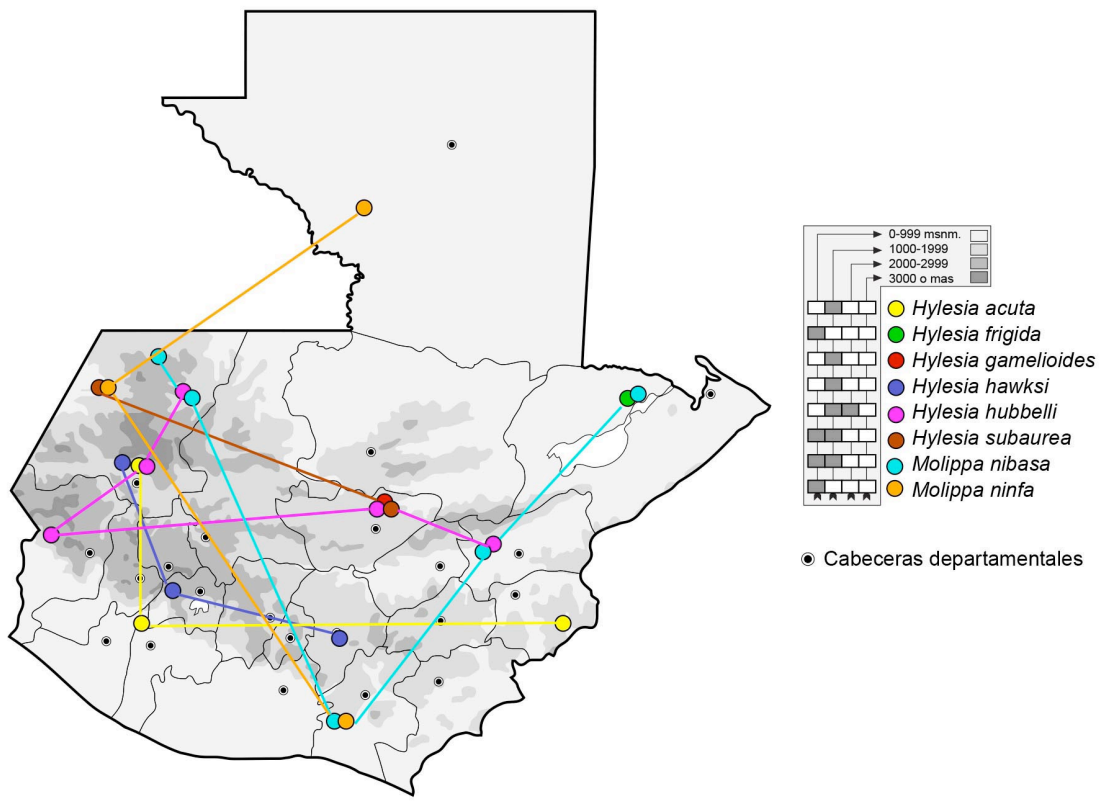 0-999 msnm.
1000-1999
2000-2999
3000 o mas
Hylesia acuta
Hylesia frigida
Hylesia gamelioides
Hylesia hawksi
Hylesia hubbelli
Hylesia subaurea
Molippa nibasa
Molippa ninfa
Cabeceras departamentales